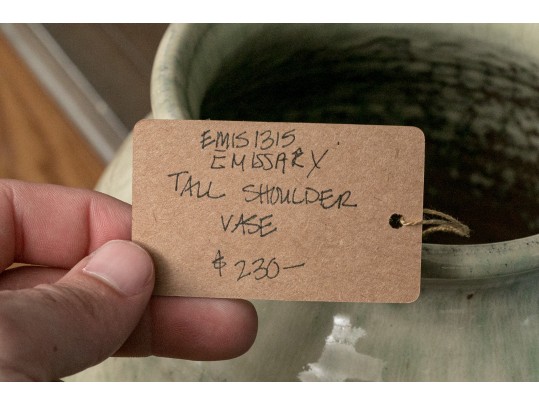 EMIS1315
EMISSARY
TALL SHOULDER
VASE
$230—